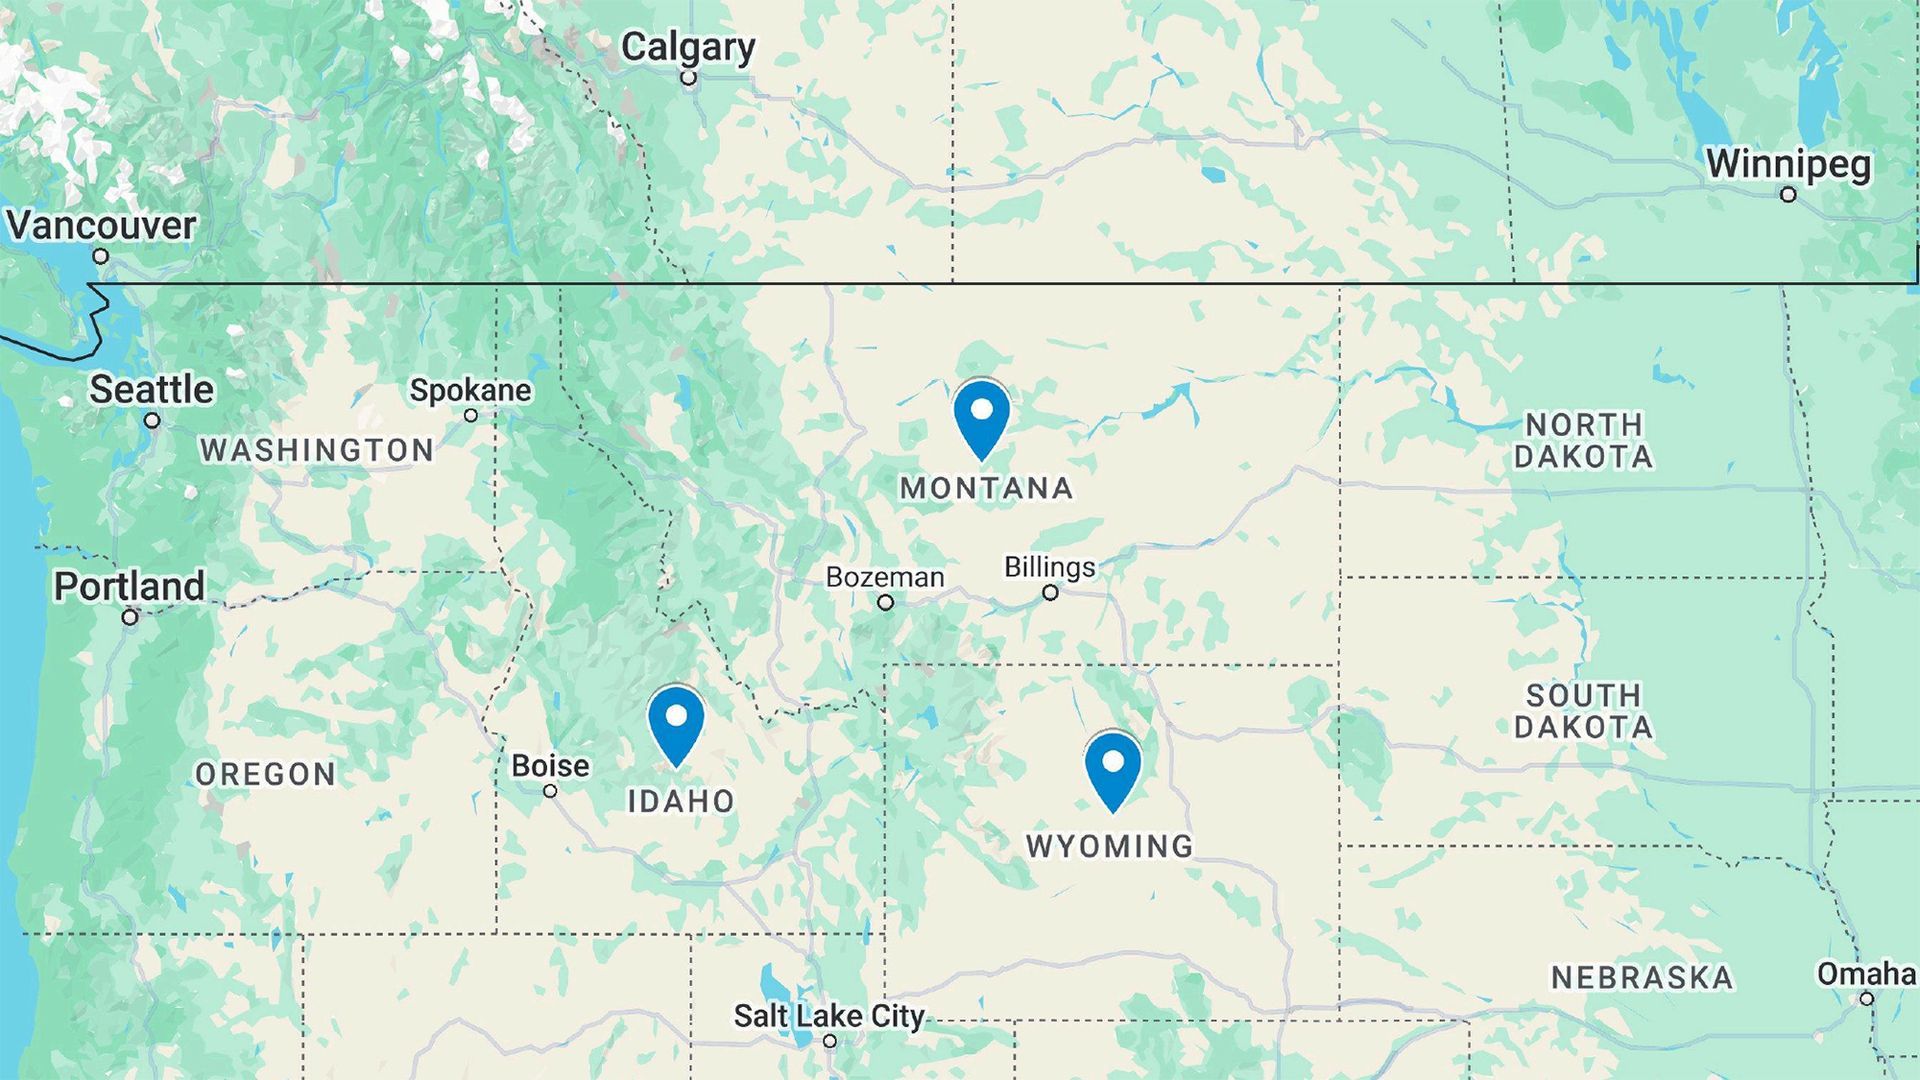 Calgary
Winnipeg
Vancouver
Seattle
Spokane
WASHINGTON
NORTH
DAKOTA
MONTANA
Portland
Bozeman
Billings
SOUTH
DAKOTA
OREGON
Boise
IDAHO
WYOMING
NEBRASKA
Omaha
Salt Lake City